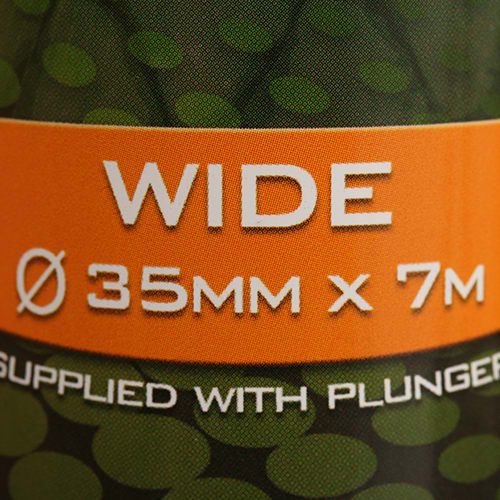 WIDE
Ø 35MM X 7M
SUPPLIED WITH PLUNGER